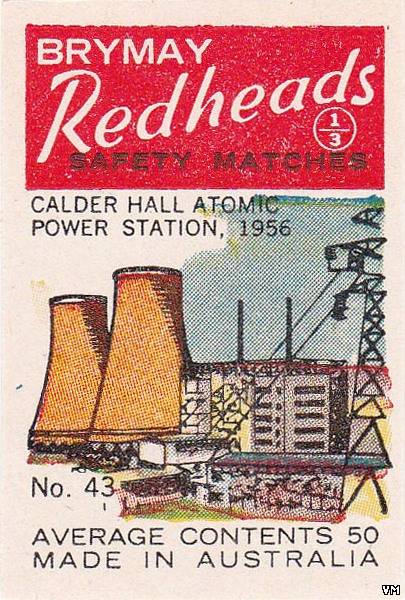 BRYMAY
Redheads
1/3
SAFETY MATCHES
CALDER HALL ATOMIC
POWER STATION, 1956
No. 43
AVERAGE CONTENTS 50
MADE IN AUSTRALIA
VM